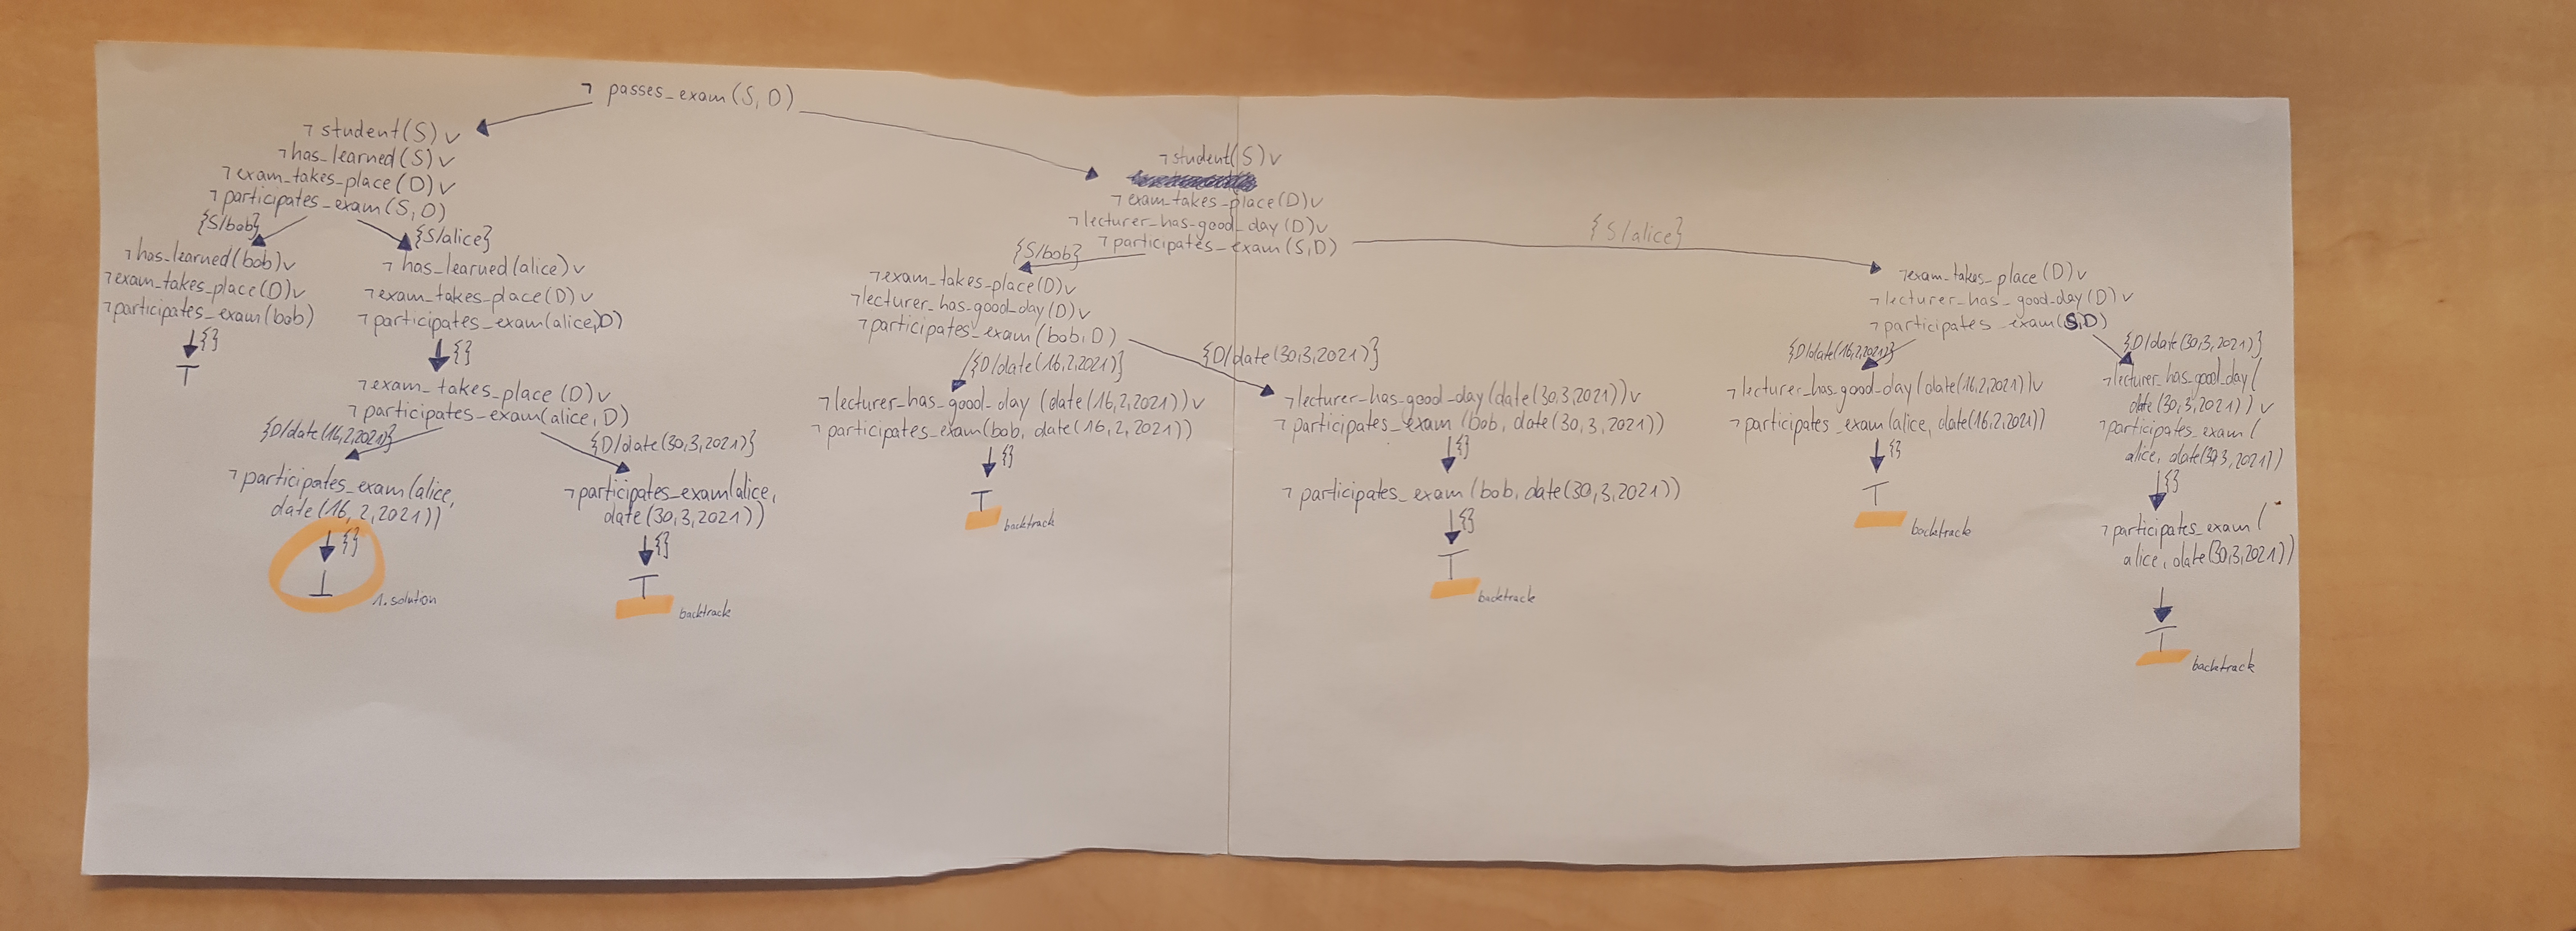 ¬ passes_exam(S, D)
¬student(S) ∨
¬has_learned(S) ∨
¬exam_takes_place(D) ∨
¬participates_exam(S, D)
{S/bob}
{S/alice}
¬has_learned(bob) ∨
¬exam_takes_place(D) ∨
¬participates_exam(bob)
{}
⊤
¬has_learned(alice) ∨
¬exam_takes_place(D) ∨
¬participates_exam(alice, D)
{}
¬exam_takes_place (D) ∨
¬participates_exam(alice, D)
{D/date(16,2,2021)}
{D/date(30,3,2021)}
¬participates_exam(alice,
date(16, 2, 2021))
{}
⊥
1. solution
¬participates_exam(alice,
date(30,3,2021))
{}
⊤
backtrack
¬student(S) ∨
¬exam_takes_place(D) ∨
¬lecturer_has_good_day (D) ∨
¬participates_exam(S, D)
{S/bob}
{S/alice}
¬exam_takes_place(D) ∨
¬lecturer_has_good_day(D) ∨
¬participates_exam(bob, D)
{D/date(16,2,2021)}
{D/date(30,3,2021)}
¬lecturer_has_good_day (date(16,2,2021)) ∨
¬participates_exam(bob, date(16, 2, 2021))
{}
⊤
backtrack
¬lecturer_has_good_day(date(30,3,2021)) ∨
¬participates_exam (bob, date(30,3,2021))
{}
¬participates_exam (bob, date(30,3,2021))
{}
⊤
backtrack
¬exam_takes_place (D) ∨
¬lecturer_has_good_day (D) ∨
¬participates_exam(S,D)
{D/date(16,2,2021)}
{D/date(30,3,2021)}
¬lecturer_has_good_day (date(16,2,2021)) ∨
¬participates_exam (alice, date(16,2,2021))
{}
⊤
backtrack
¬lecturer_has_good_day(
date (30,3,2021)) ∨
¬participates_exam (
alice, date(30,3,2021))
{}
¬participates_exam (
alice, date(30,3,2021))
⊤
backtrack